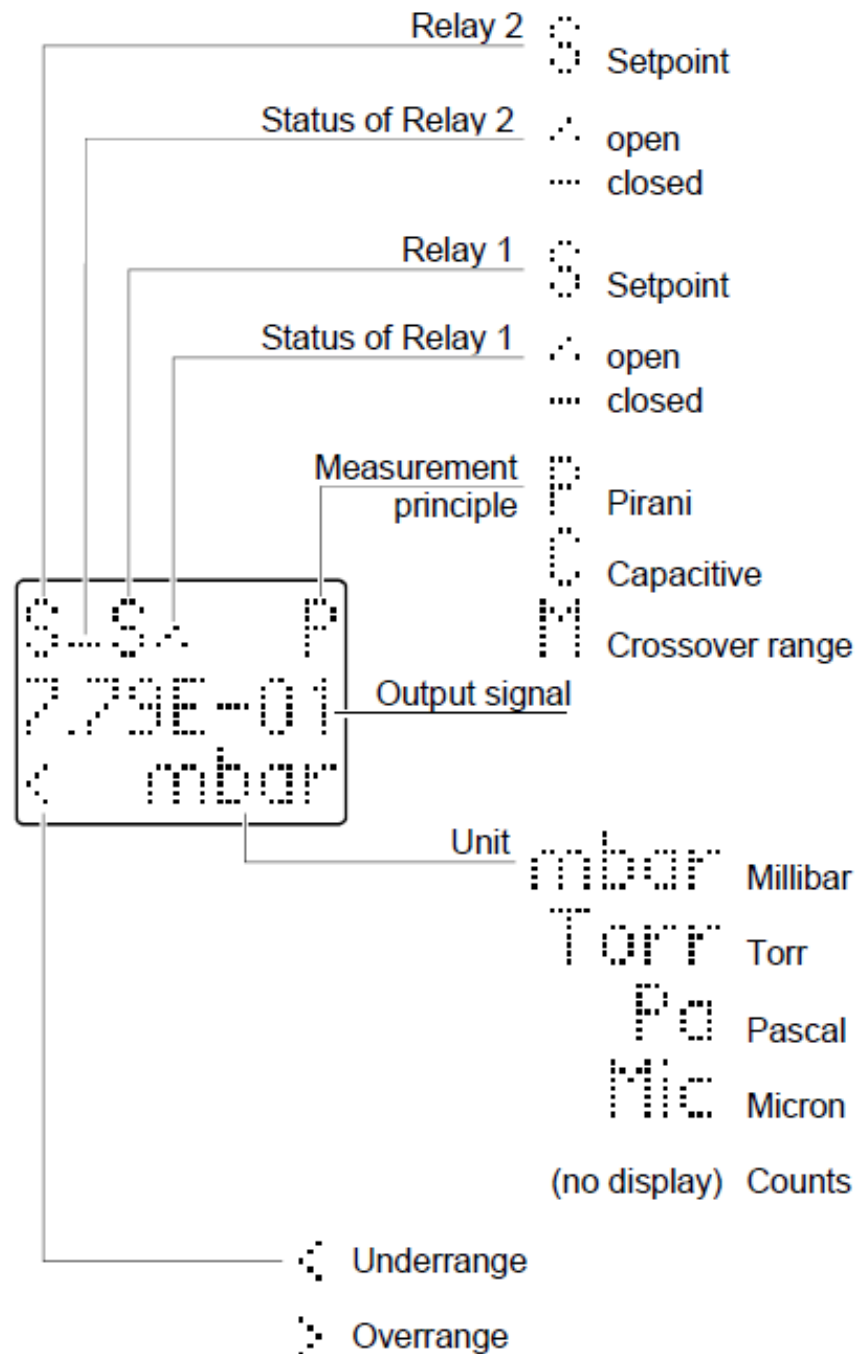 Relay 2 S Setpoint
Status of Relay 2 open
closed
Relay 1 S Setpoint
Status of Relay 1 open
closed
Measurement principle P Pirani
C Capacitive
M Crossover range
S S P
7.79E-01 Output signal
< mbar
Unit mbar Millibar
Torr Torr
Pa Pascal
Mic Micron
(no display) Counts
< Underrange
> Overrange